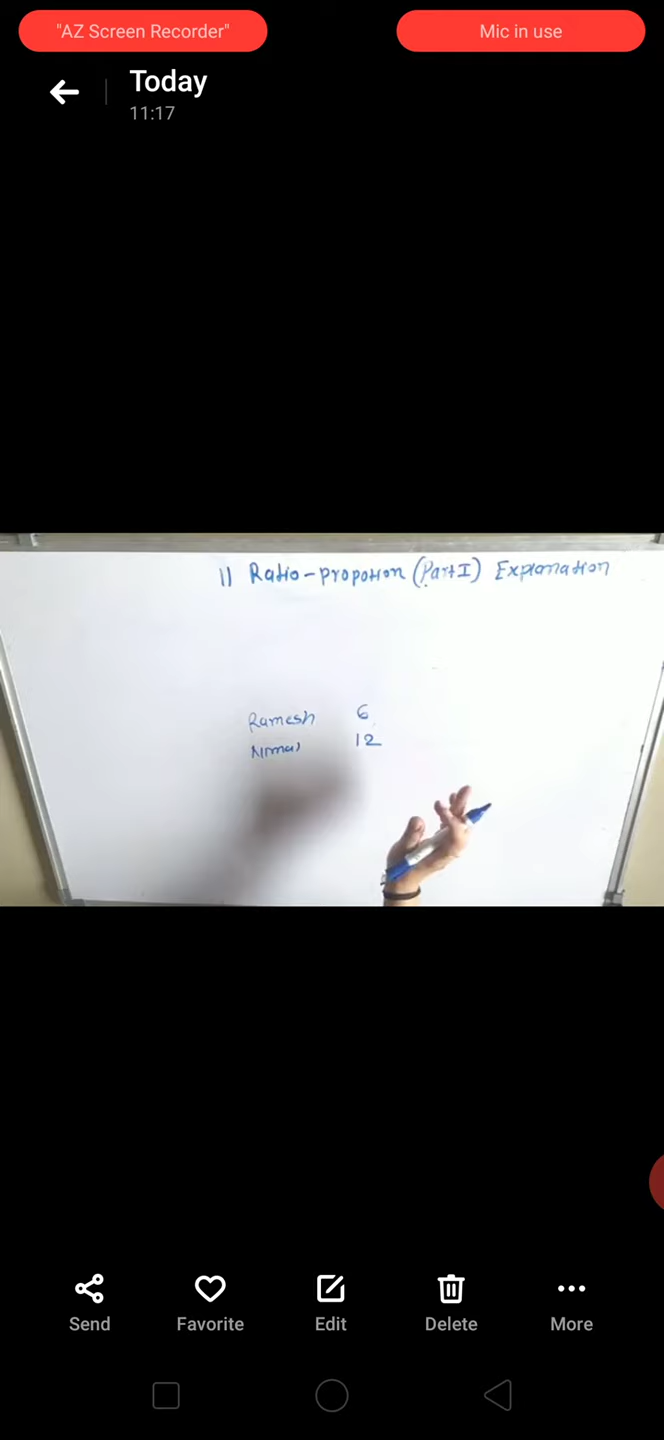 "AZ Screen Recorder"
Mic in use
Today
11:17
11 Ratio-propotion (Part I) Explanation
Ramesh 6
Nirmal 12
Send
Favorite
Edit
Delete
More